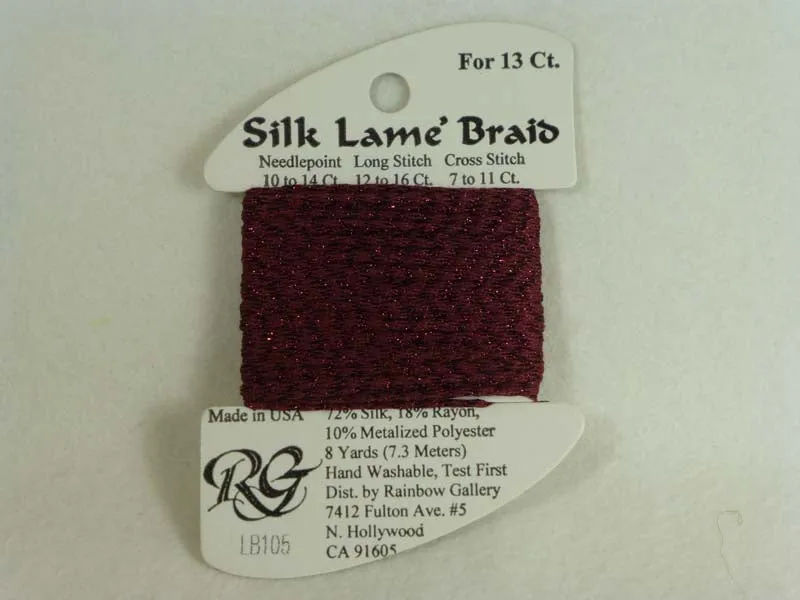 For 13 Ct.
Silk Lame' Braid
Needlepoint Long Stitch Cross Stitch
10 to 14 Ct. 12 to 16 Ct. 7 to 11 Ct.
Made in USA
72% Silk, 18% Rayon,
10% Metalized Polyester
8 Yards (7.3 Meters)
Hand Washable, Test First
Dist. by Rainbow Gallery
7412 Fulton Ave. #5
N. Hollywood
CA 91605
RG
LB105